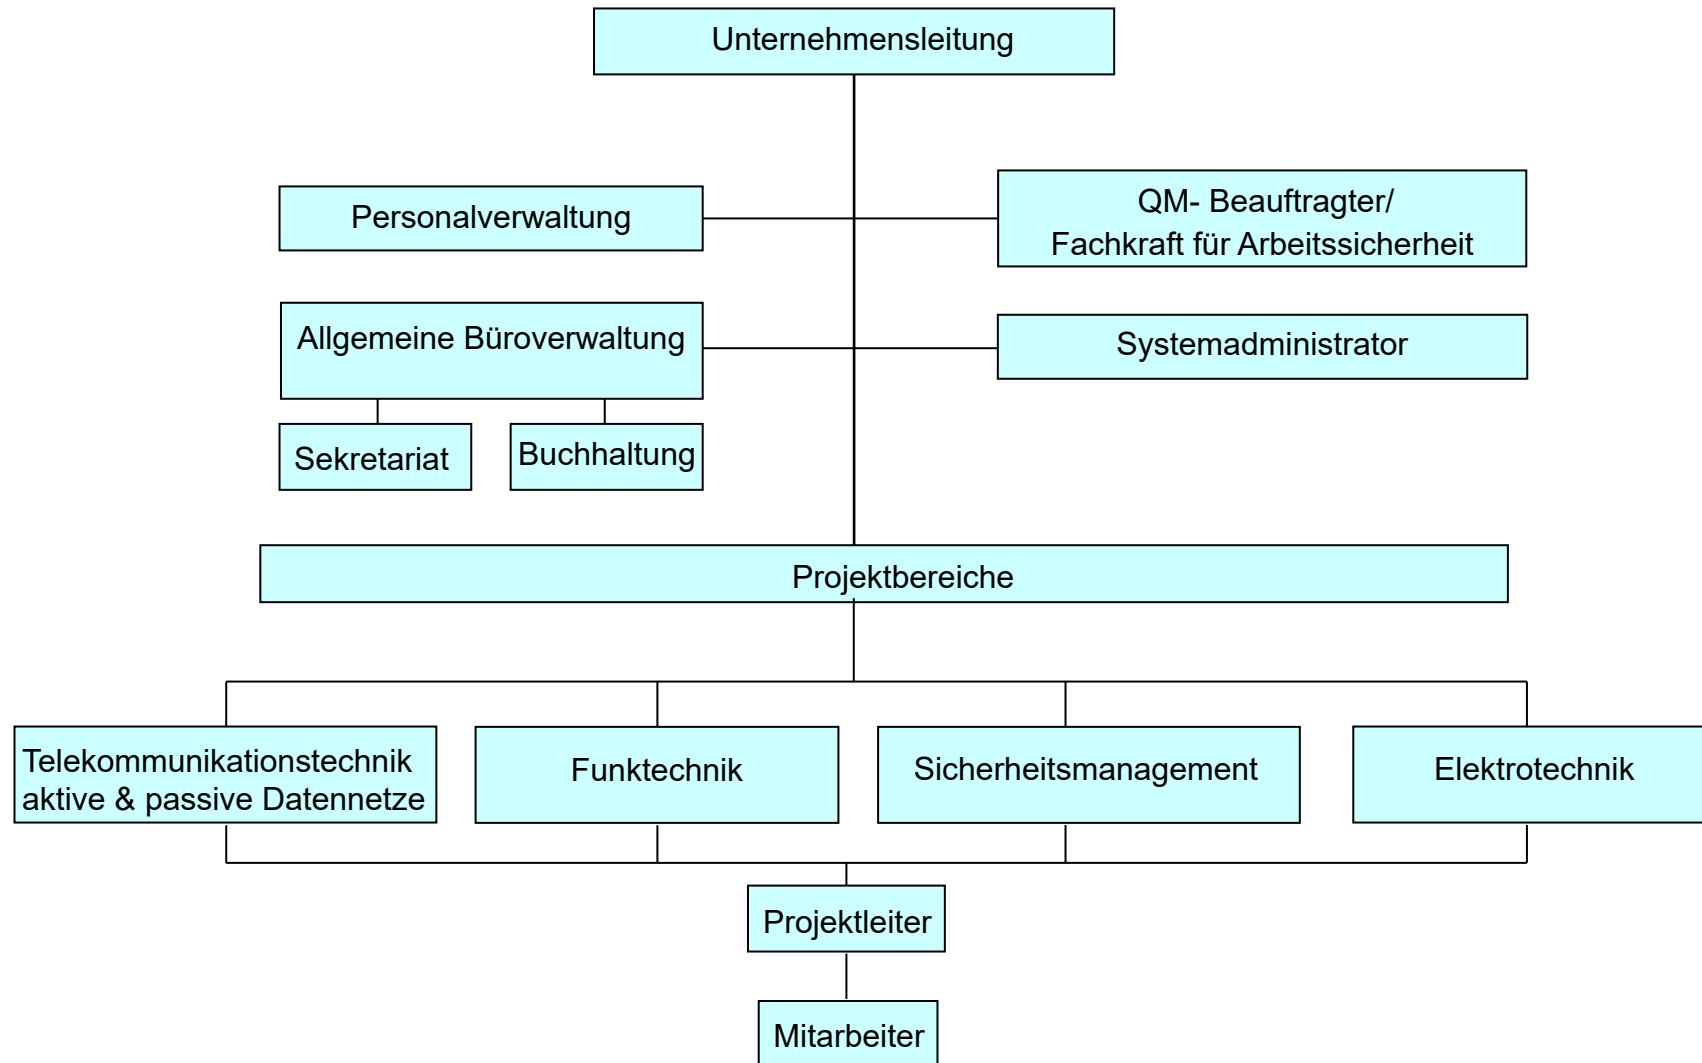 Unternehmensleitung
Personalverwaltung
QM- Beauftragter/
Fachkraft für Arbeitssicherheit
Allgemeine Büroverwaltung
Systemadministrator
Sekretariat
Buchhaltung
Projektbereiche
Telekommunikationstechnik
aktive & passive Datennetze
Funktechnik
Sicherheitsmanagement
Elektrotechnik
Projektleiter
Mitarbeiter